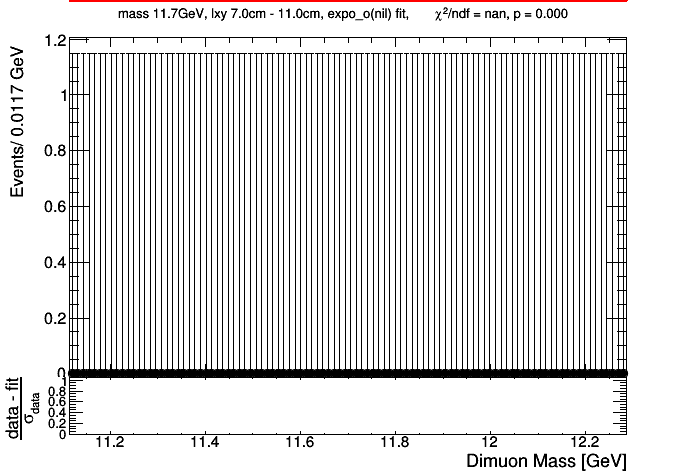 mass 11.7GeV, lxy 7.0cm - 11.0cm, expo_o(nil) fit, χ²/ndf = nan, p = 0.000
Events/ 0.0117 GeV
1.2
1
0.8
0.6
0.4
0.2
0
data - fit
σdata
1
0.8
0.6
0.4
0.2
0
11.2 11.4 11.6 11.8 12 12.2
Dimuon Mass [GeV]